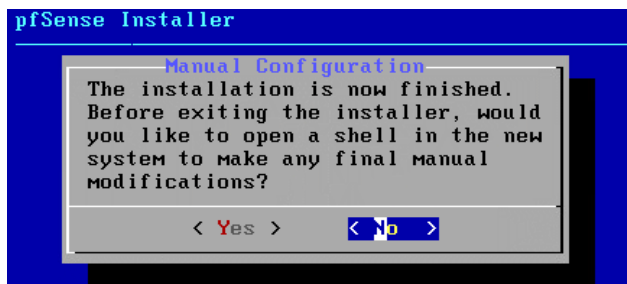 pfSense Installer
Manual Configuration
The installation is now finished.
Before exiting the installer, would
you like to open a shell in the new
system to make any final manual
modifications?
< Yes > < No >